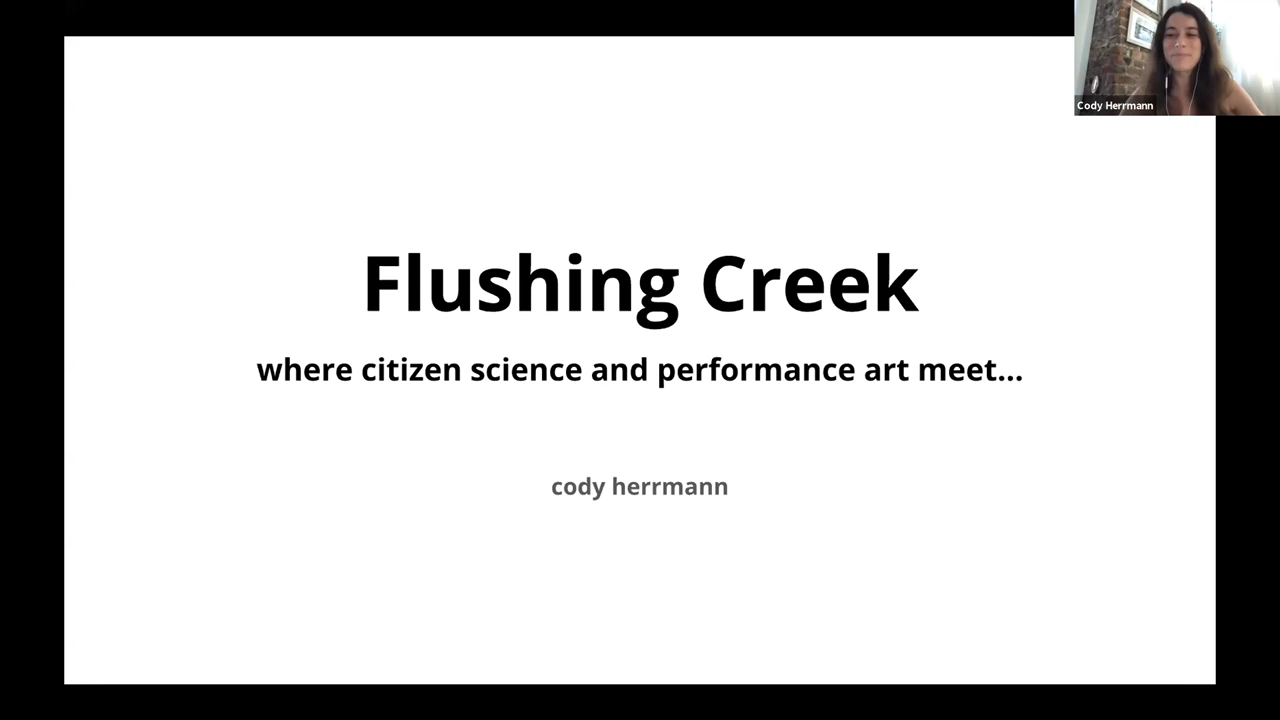 Cody Herrmann
Flushing Creek
where citizen science and performance art meet...
cody herrmann